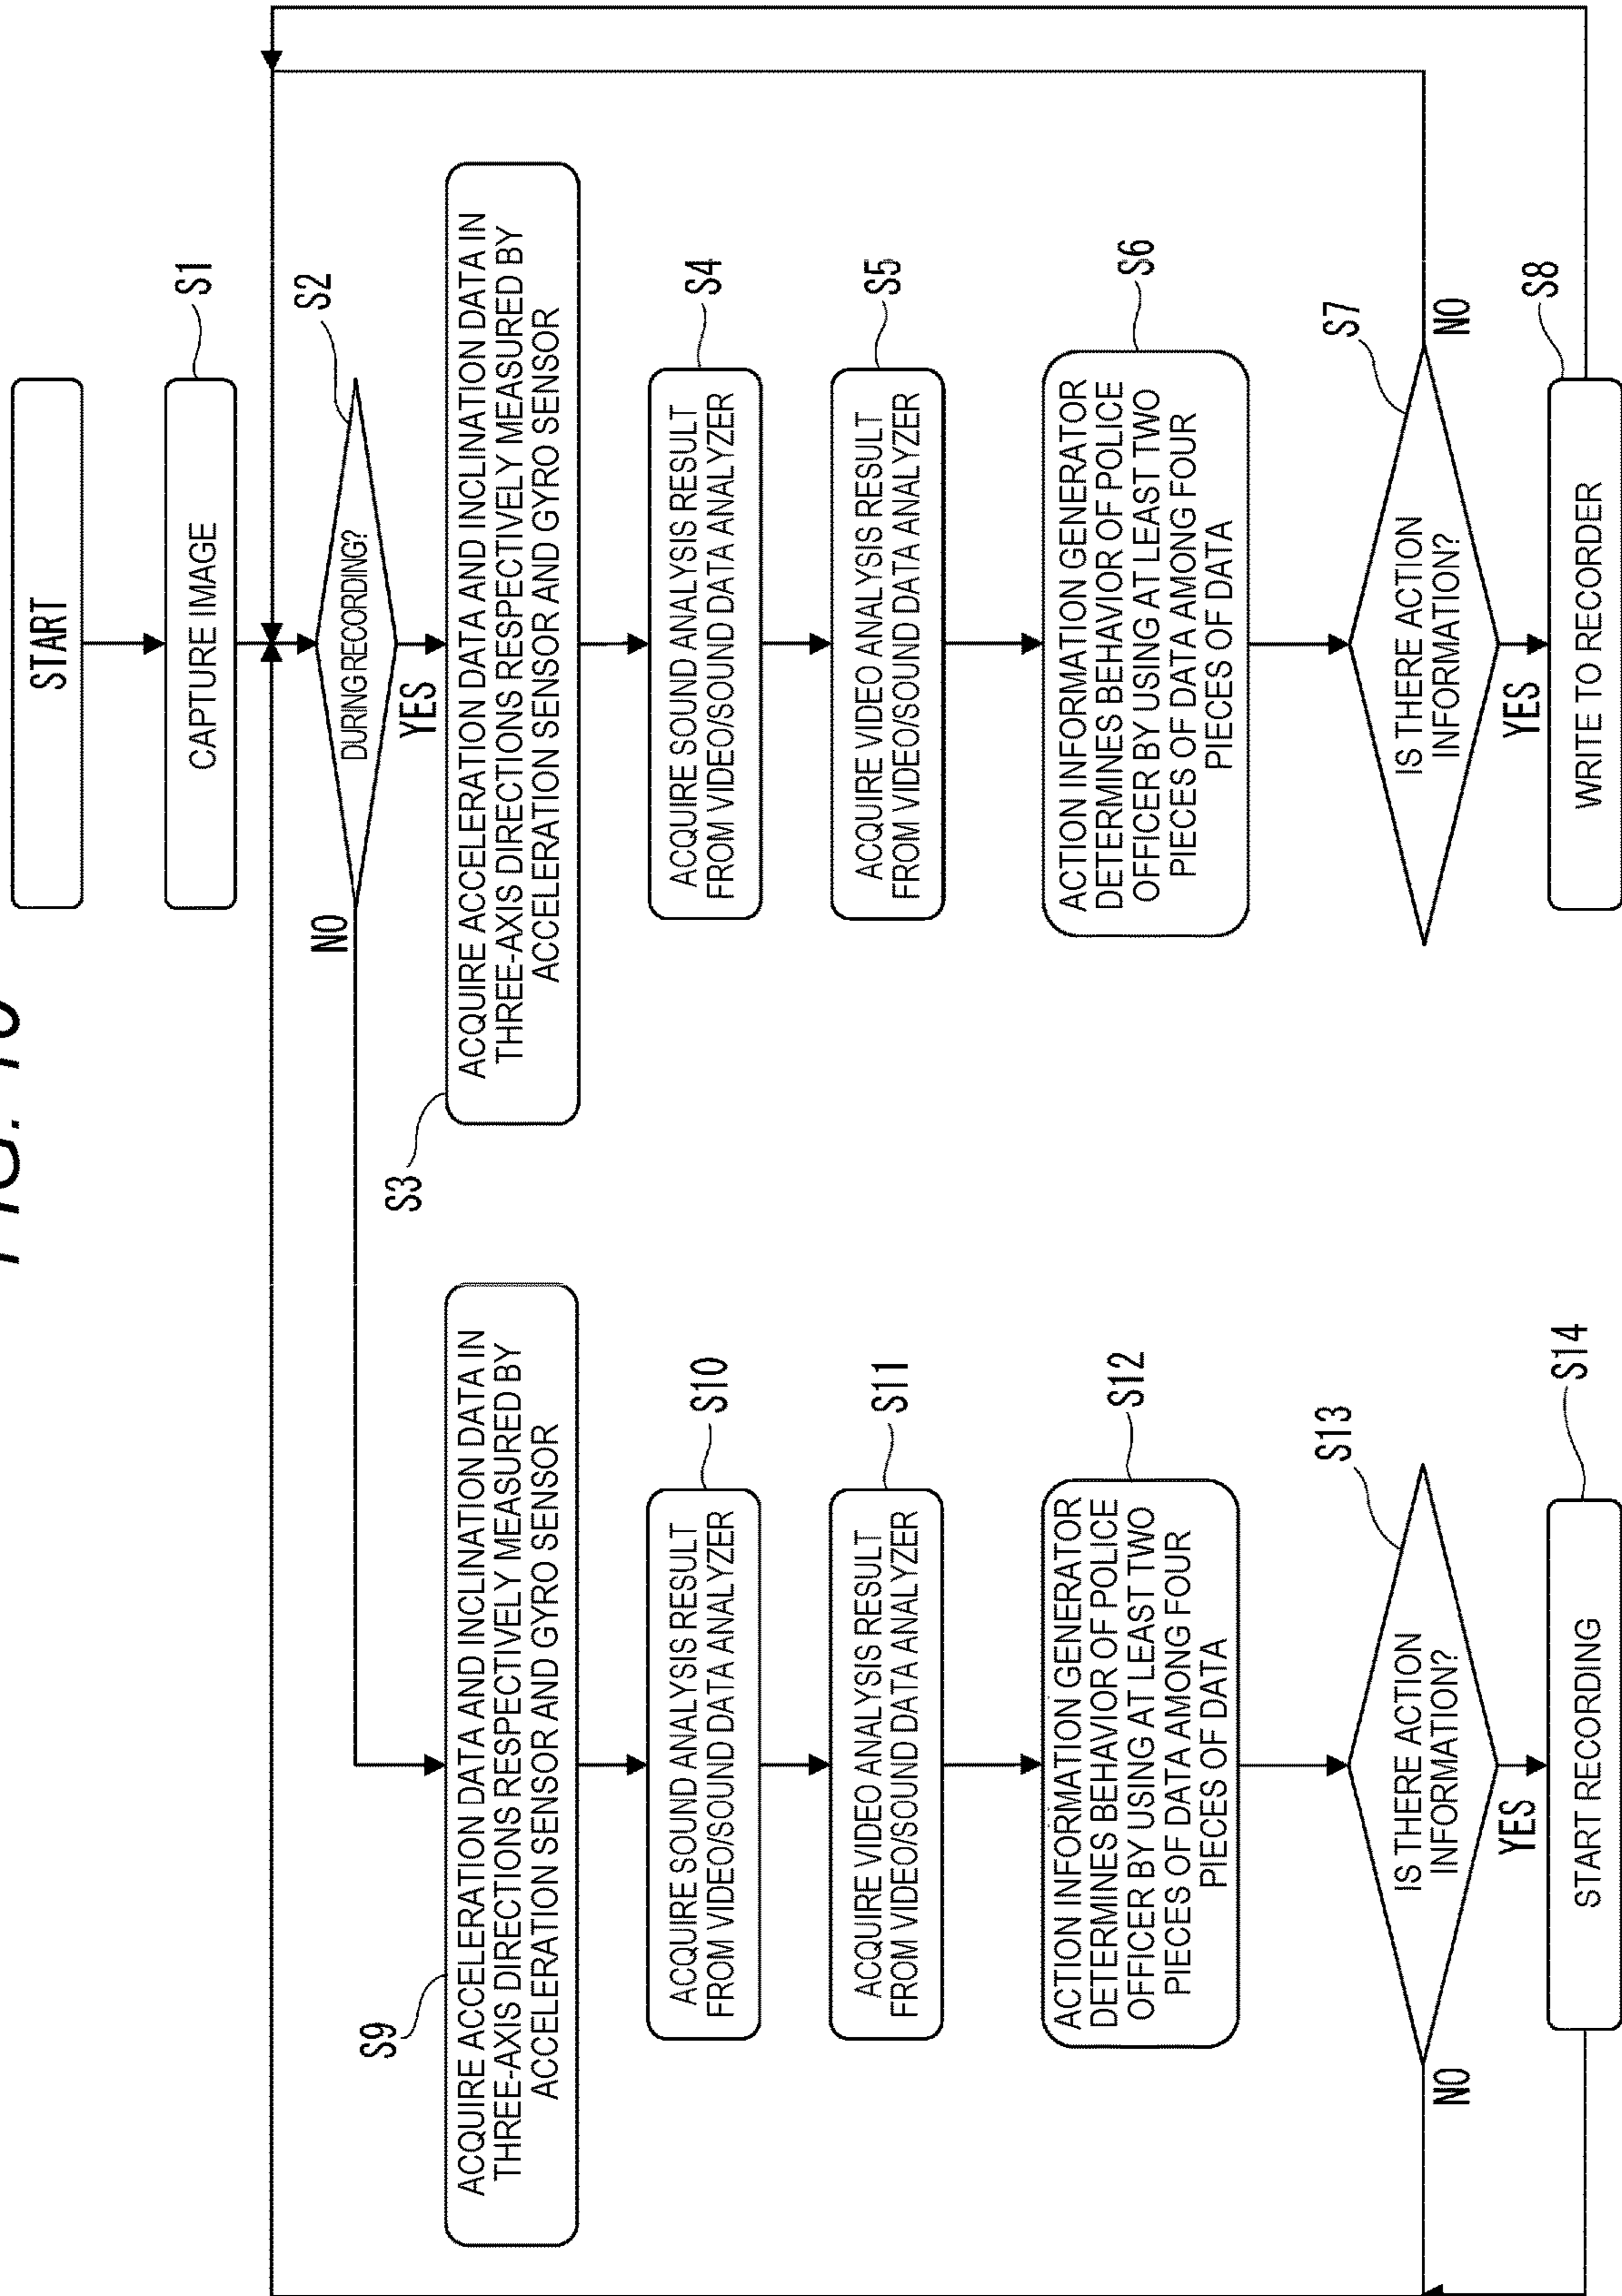 START
CAPTURE IMAGE
S1
DURING RECORDING?
S2
NO
YES
S3
ACQUIRE ACCELERATION DATA AND INCLINATION DATA IN
THREE-AXIS DIRECTIONS RESPECTIVELY MEASURED BY
ACCELERATION SENSOR AND GYRO SENSOR
ACQUIRE SOUND ANALYSIS RESULT
FROM VIDEO/SOUND DATA ANALYZER
S4
ACQUIRE VIDEO ANALYSIS RESULT
FROM VIDEO/SOUND DATA ANALYZER
S5
ACTION INFORMATION GENERATOR
DETERMINES BEHAVIOR OF POLICE
OFFICER BY USING AT LEAST TWO
PIECES OF DATA AMONG FOUR
PIECES OF DATA
S6
IS THERE ACTION
INFORMATION?
S7
NO
YES
WRITE TO RECORDER
S8
S9
ACQUIRE ACCELERATION DATA AND INCLINATION DATA IN
THREE-AXIS DIRECTIONS RESPECTIVELY MEASURED BY
ACCELERATION SENSOR AND GYRO SENSOR
ACQUIRE SOUND ANALYSIS RESULT
FROM VIDEO/SOUND DATA ANALYZER
S10
ACQUIRE VIDEO ANALYSIS RESULT
FROM VIDEO/SOUND DATA ANALYZER
S11
ACTION INFORMATION GENERATOR
DETERMINES BEHAVIOR OF POLICE
OFFICER BY USING AT LEAST TWO
PIECES OF DATA AMONG FOUR
PIECES OF DATA
S12
IS THERE ACTION
INFORMATION?
S13
NO
YES
START RECORDING
S14